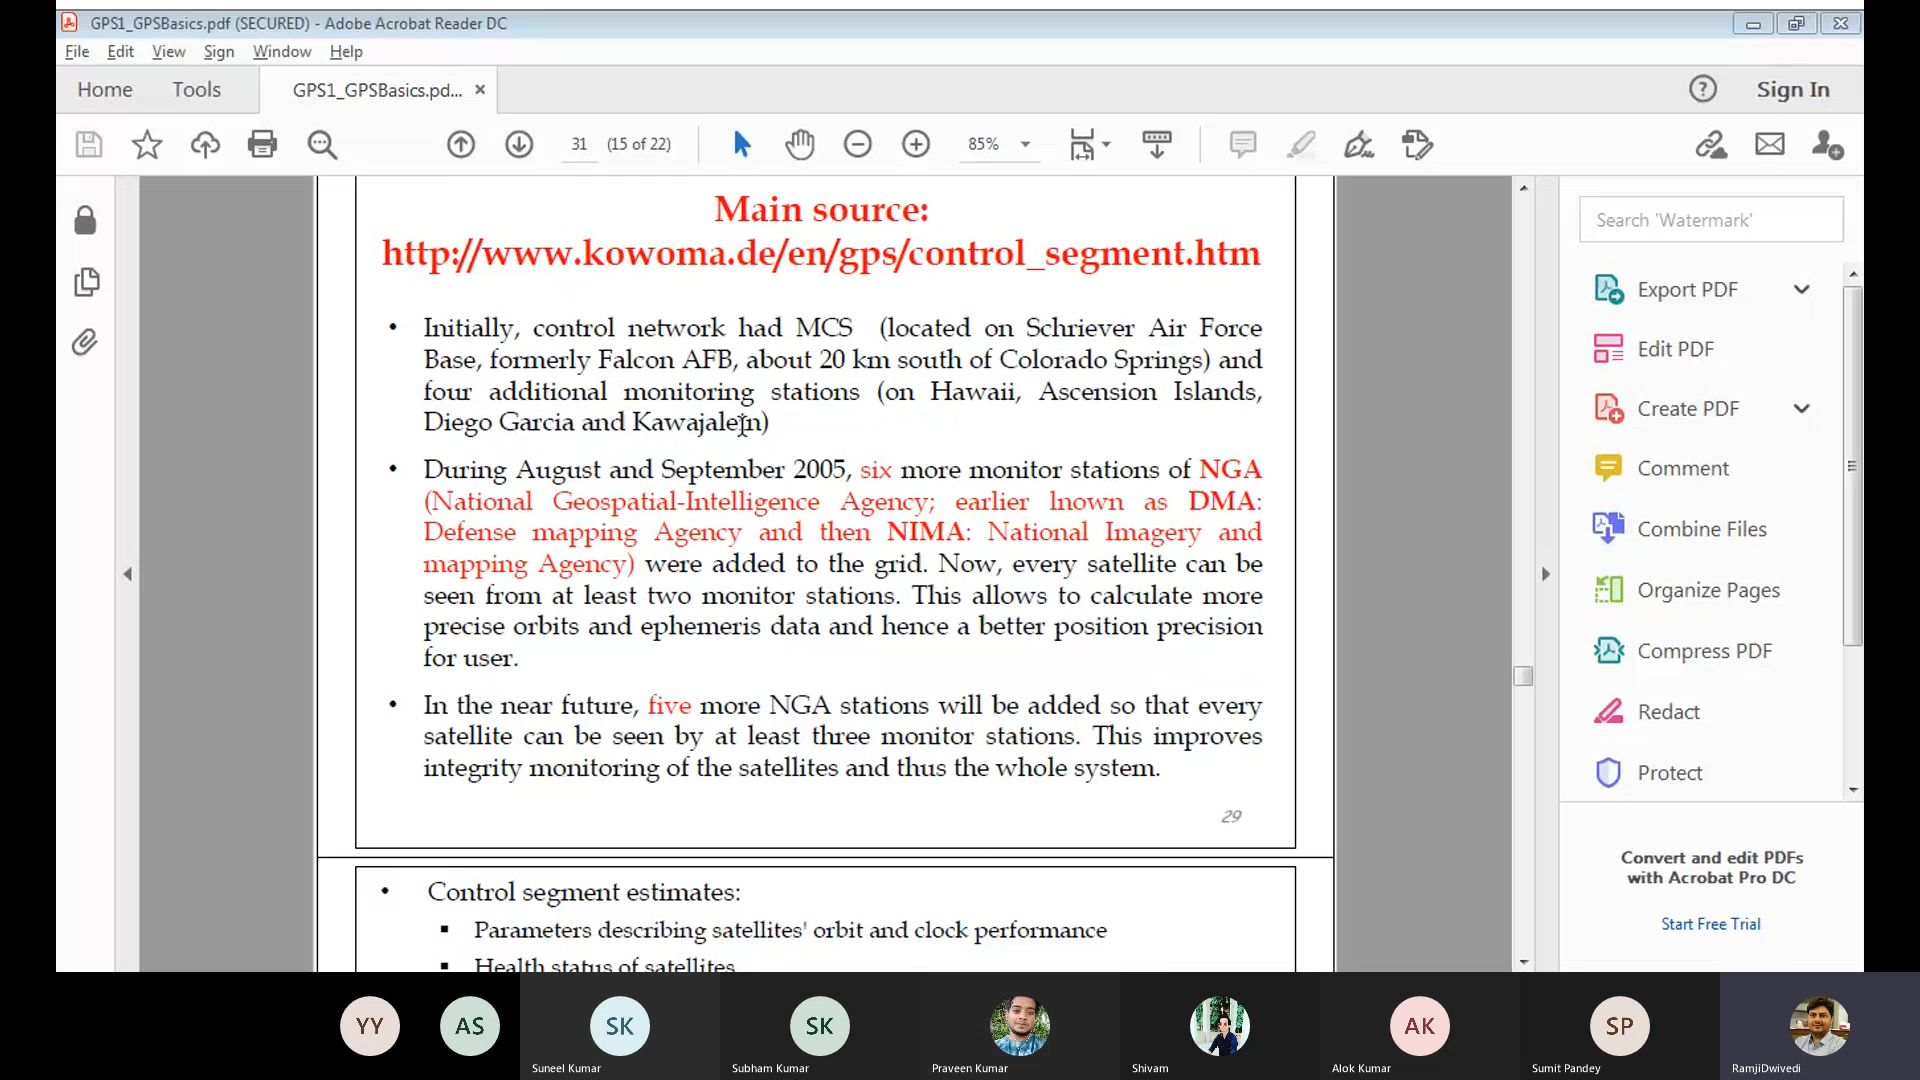 GPS1_GPSBasics.pdf (SECURED) - Adobe Acrobat Reader DC
File Edit View Sign Window Help
Home Tools GPS1_GPSBasics.pd... × Sign In
31 (15 of 22) 85%
Main source:
http://www.kowoma.de/en/gps/control_segment.htm
• Initially, control network had MCS (located on Schriever Air Force
Base, formerly Falcon AFB, about 20 km south of Colorado Springs) and
four additional monitoring stations (on Hawaii, Ascension Islands,
Diego Garcia and Kawajalein)
• During August and September 2005, six more monitor stations of NGA
(National Geospatial-Intelligence Agency; earlier lnown as DMA:
Defense mapping Agency and then NIMA: National Imagery and
mapping Agency) were added to the grid. Now, every satellite can be
seen from at least two monitor stations. This allows to calculate more
precise orbits and ephemeris data and hence a better position precision
for user.
• In the near future, five more NGA stations will be added so that every
satellite can be seen by at least three monitor stations. This improves
integrity monitoring of the satellites and thus the whole system.
29
• Control segment estimates:
▪ Parameters describing satellites' orbit and clock performance
▪ Health status of satellites
Search 'Watermark'
Export PDF
Edit PDF
Create PDF
Comment
Combine Files
Organize Pages
Compress PDF
Redact
Protect
Convert and edit PDFs
with Acrobat Pro DC
Start Free Trial
YY AS SK SK AK SP
Suneel Kumar Subham Kumar Praveen Kumar Shivam Alok Kumar Sumit Pandey RamjiDwivedi